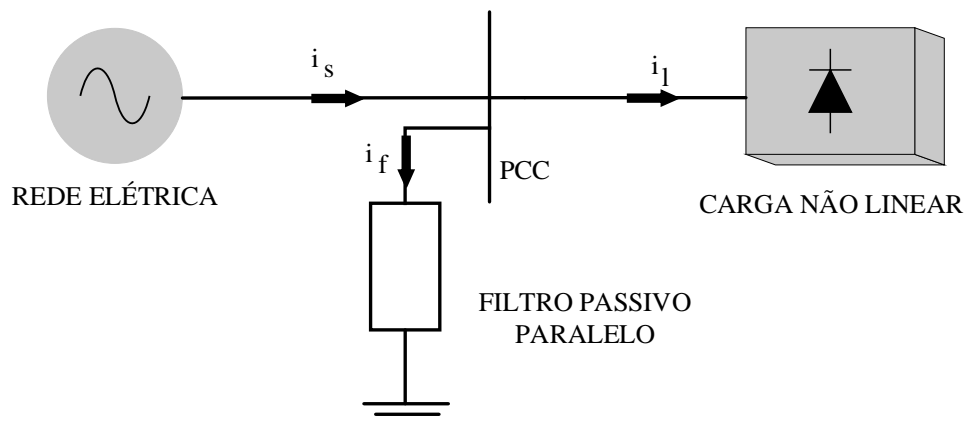 i s
i l
i f
PCC
REDE ELÉTRICA
CARGA NÃO LINEAR
FILTRO PASSIVO
PARALELO